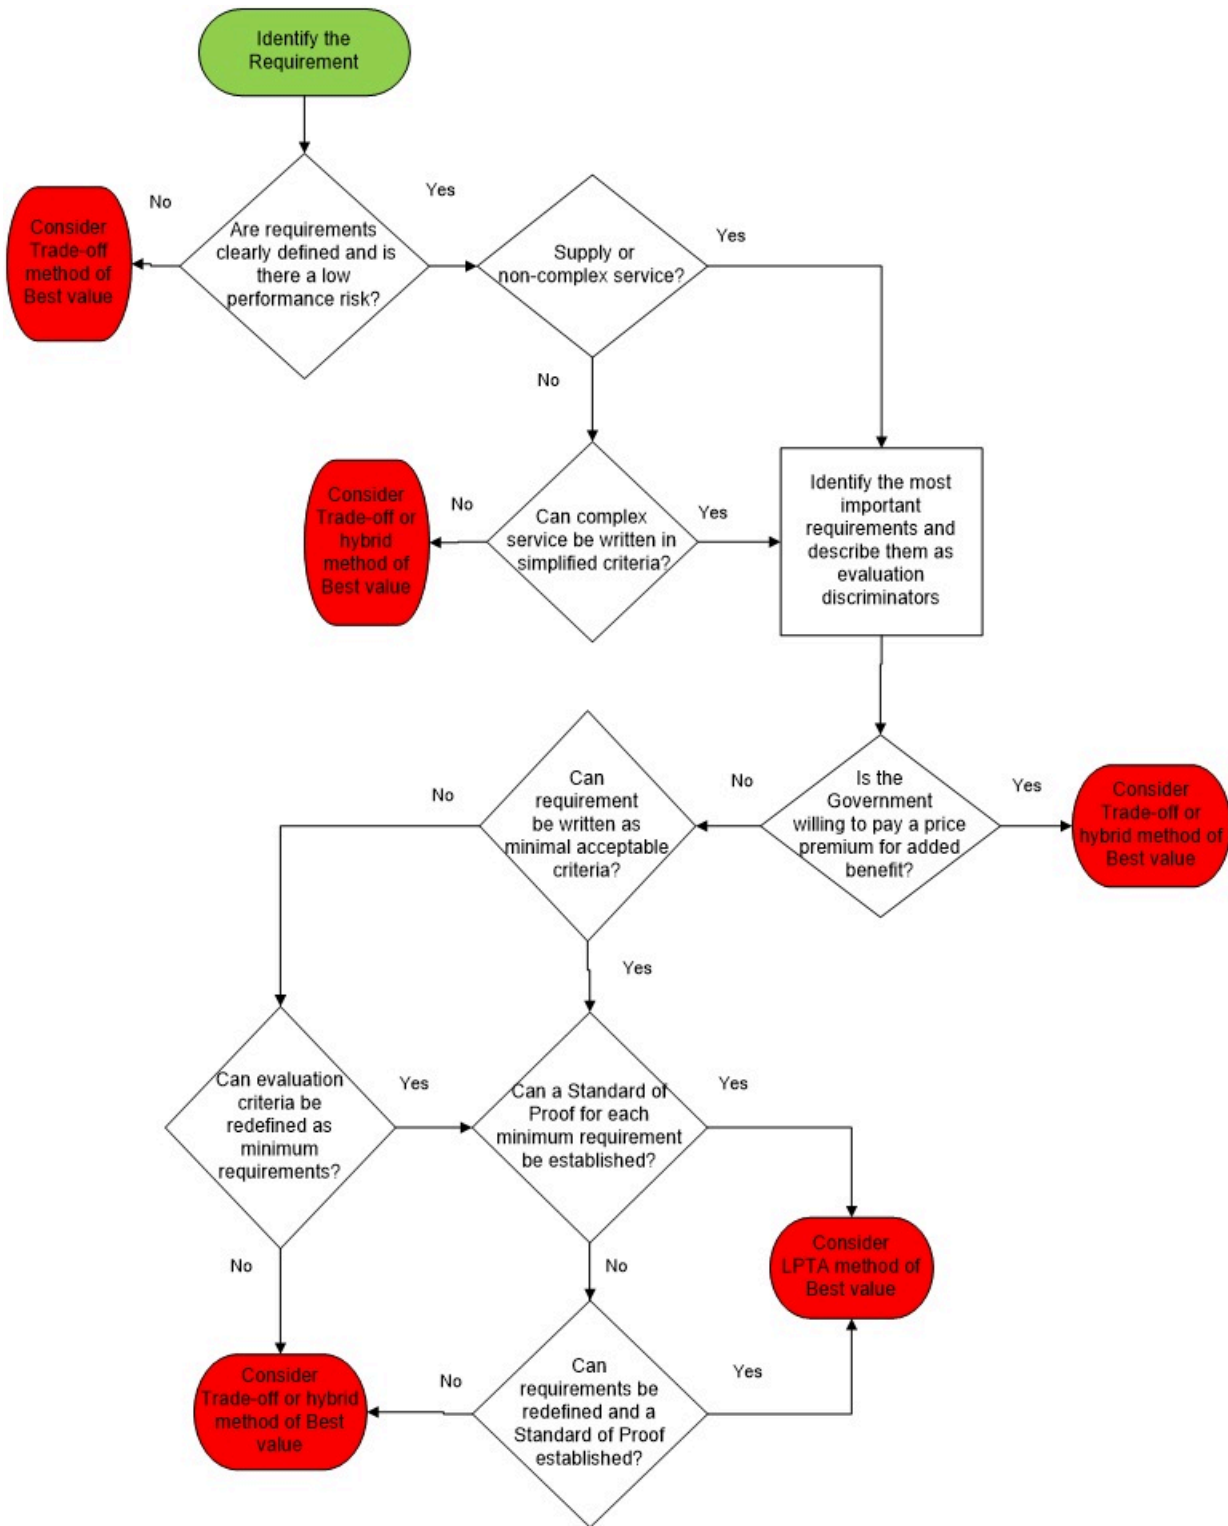 Identify the
Requirement
No
Yes
Consider
Trade-off
method of
Best value
Are requirements
clearly defined and is
there a low
performance risk?
Supply or
non-complex service?
Yes
No
Consider
Trade-off or
hybrid
method of
Best value
No
Can complex
service be written in
simplified criteria?
Yes
Identify the most
important
requirements and
describe them as
evaluation
discriminators
No
Can
requirement
be written as
minimal acceptable
criteria?
No
Is the
Government
willing to pay a price
premium for added
benefit?
Yes
Consider
Trade-off or
hybrid method of
Best value
Yes
Can evaluation
criteria be
redefined as
minimum
requirements?
Yes
Can a Standard of
Proof for each
minimum requirement
be established?
Yes
No
No
Consider
LPTA method of
Best value
Consider
Trade-off or hybrid
method of Best
value
No
Can
requirements be
redefined and a
Standard of Proof
established?
Yes